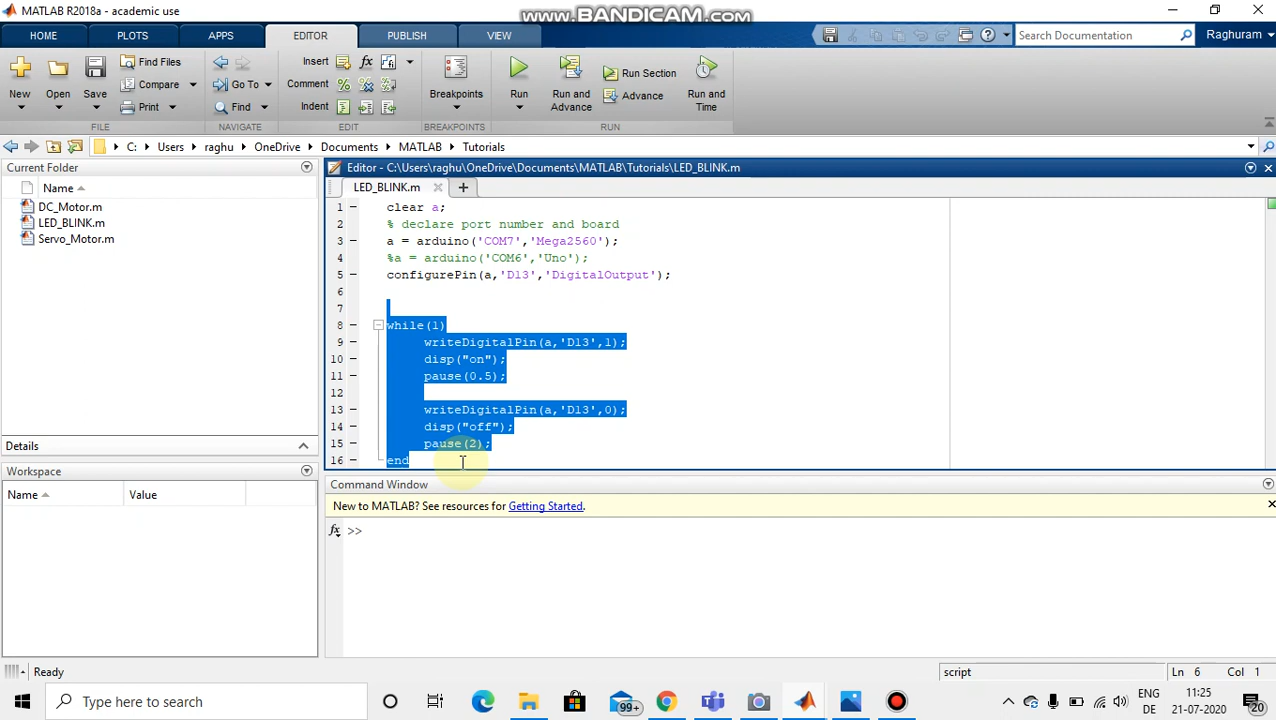 MATLAB R2018a - academic use
www.BANDICAM.com
HOME
PLOTS
APPS
EDITOR
PUBLISH
VIEW
Search Documentation
Raghuram
New
Open
Save
Find Files
Compare
Print
Go To
Find
Insert
Comment
Indent
fx
Breakpoints
Run
Run and
Advance
Run Section
Advance
Run and
Time
FILE
NAVIGATE
EDIT
BREAKPOINTS
RUN
C:
Users
raghu
OneDrive
Documents
MATLAB
Tutorials
Current Folder
Name
DC_Motor.m
LED_BLINK.m
Servo_Motor.m
Details
Workspace
Name
Value
Editor - C:\Users\raghu\OneDrive\Documents\MATLAB\Tutorials\LED_BLINK.m
LED_BLINK.m
1 clear a;
2 % declare port number and board
3 a = arduino('COM7','Mega2560');
4 %a = arduino('COM6','Uno');
5 configurePin(a,'D13','DigitalOutput');
6
7
8 while(1)
9 writeDigitalPin(a,'D13',1);
10 disp("on");
11 pause(0.5);
12
13 writeDigitalPin(a,'D13',0);
14 disp("off");
15 pause(2);
16 end
Command Window
New to MATLAB? See resources for Getting Started.
fx >>
Ready
script
Ln 6 Col 1
Type here to search
99+
ENG
DE
11:25
21-07-2020
20